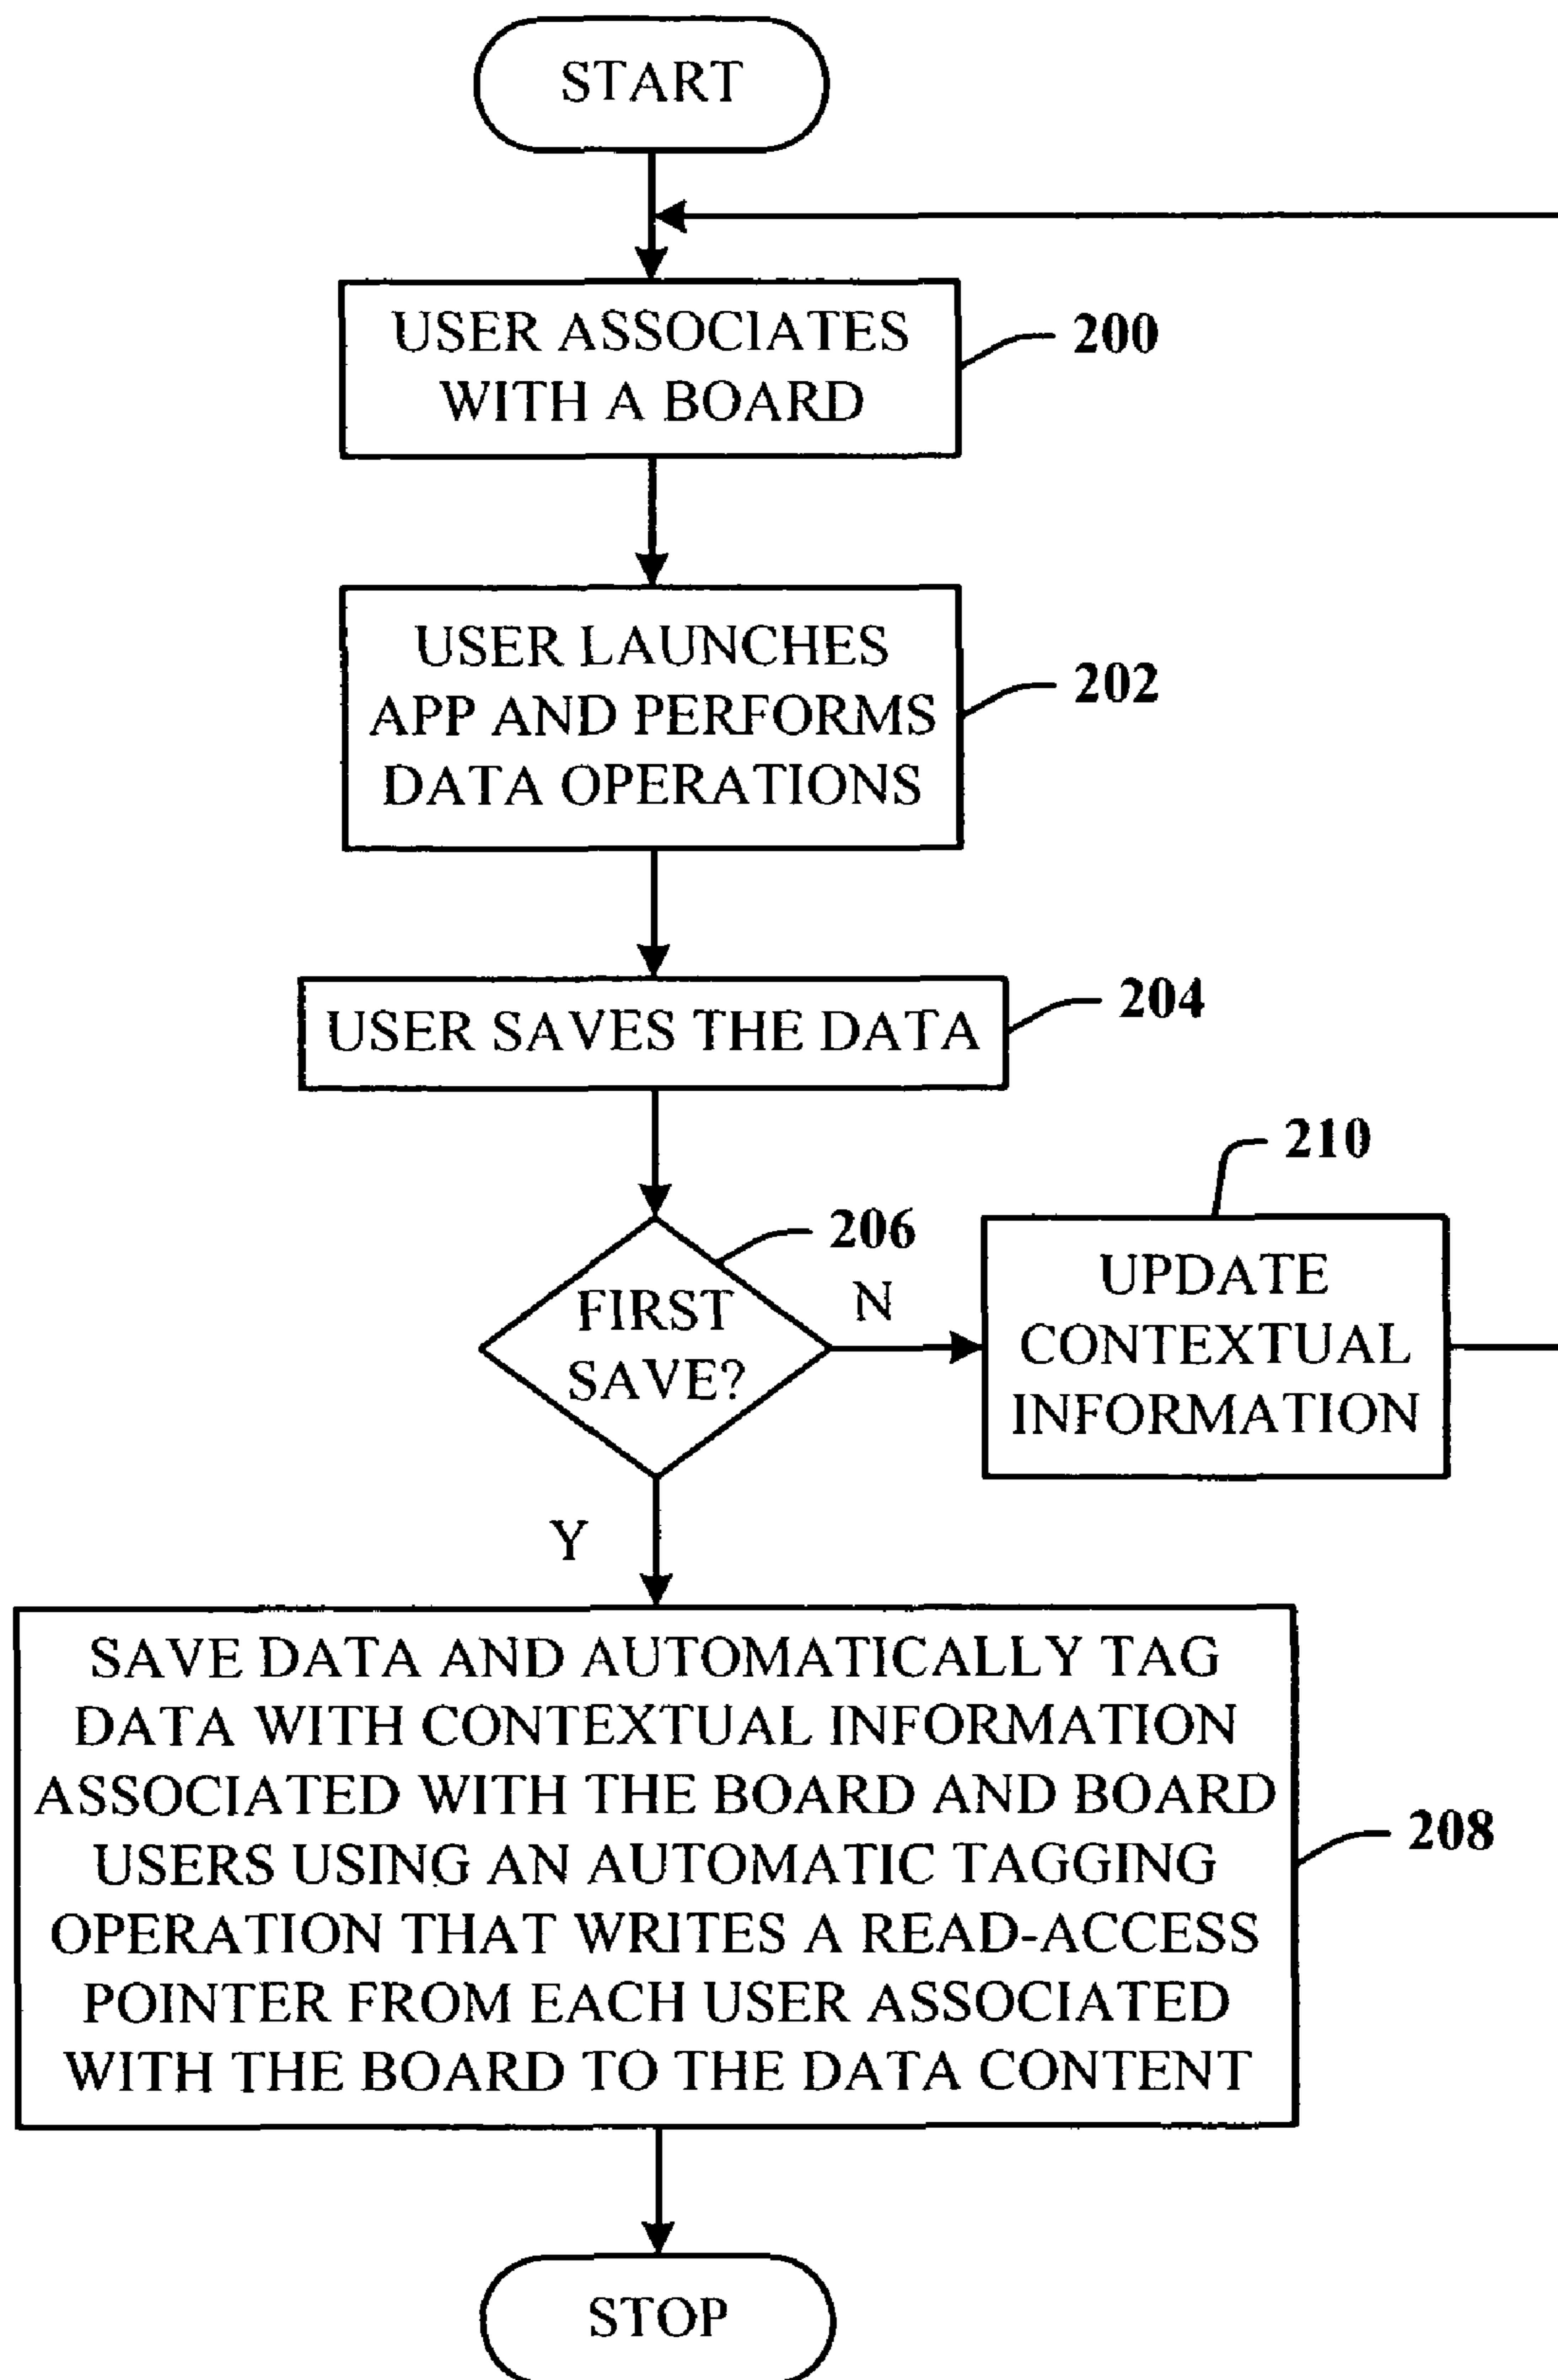 START
USER ASSOCIATES
WITH A BOARD
200
USER LAUNCHES
APP AND PERFORMS
DATA OPERATIONS
202
USER SAVES THE DATA
204
210
206
FIRST
SAVE?
N
UPDATE
CONTEXTUAL
INFORMATION
Y
SAVE DATA AND AUTOMATICALLY TAG
DATA WITH CONTEXTUAL INFORMATION
ASSOCIATED WITH THE BOARD AND BOARD
USERS USING AN AUTOMATIC TAGGING
OPERATION THAT WRITES A READ-ACCESS
POINTER FROM EACH USER ASSOCIATED
WITH THE BOARD TO THE DATA CONTENT
208
STOP